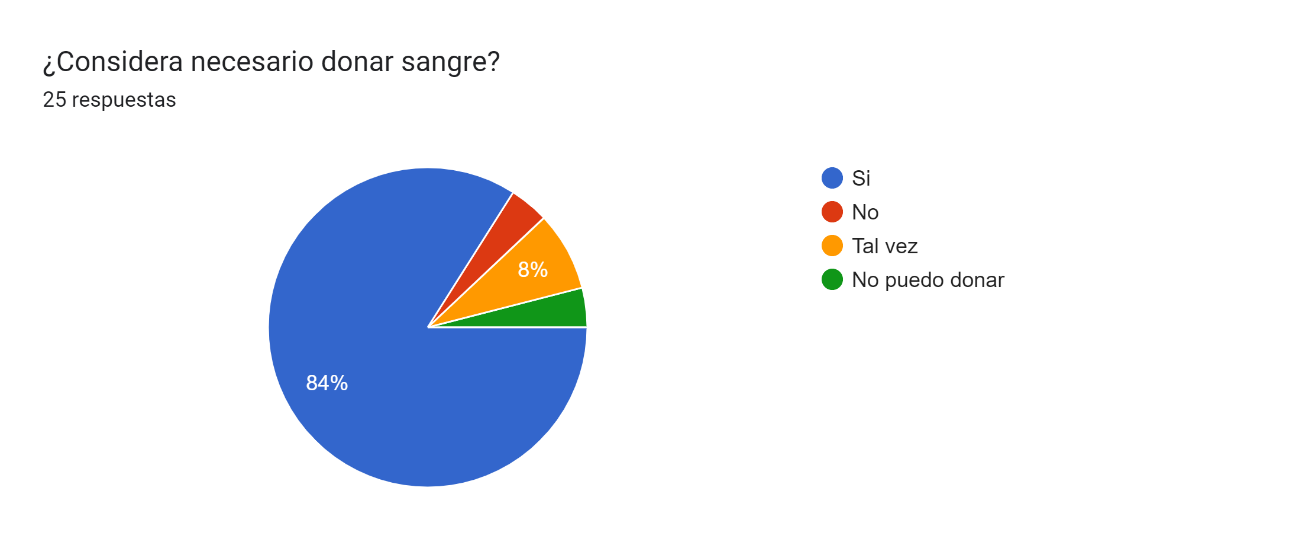 ¿Considera necesario donar sangre?
25 respuestas
Si
No
Tal vez
No puedo donar
8%
84%